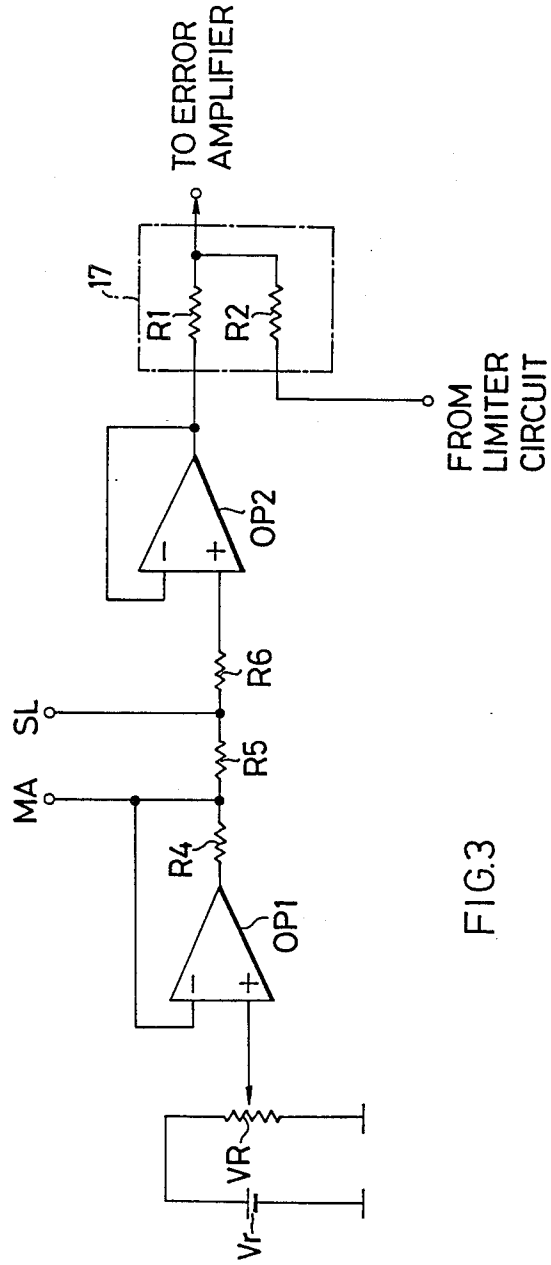 MA
SL
17
TO ERROR
AMPLIFIER
R1
R2
R4
R5
R6
OP1
OP2
−
+
−
+
Vr
VR
FROM
LIMITER
CIRCUIT
FIG.3